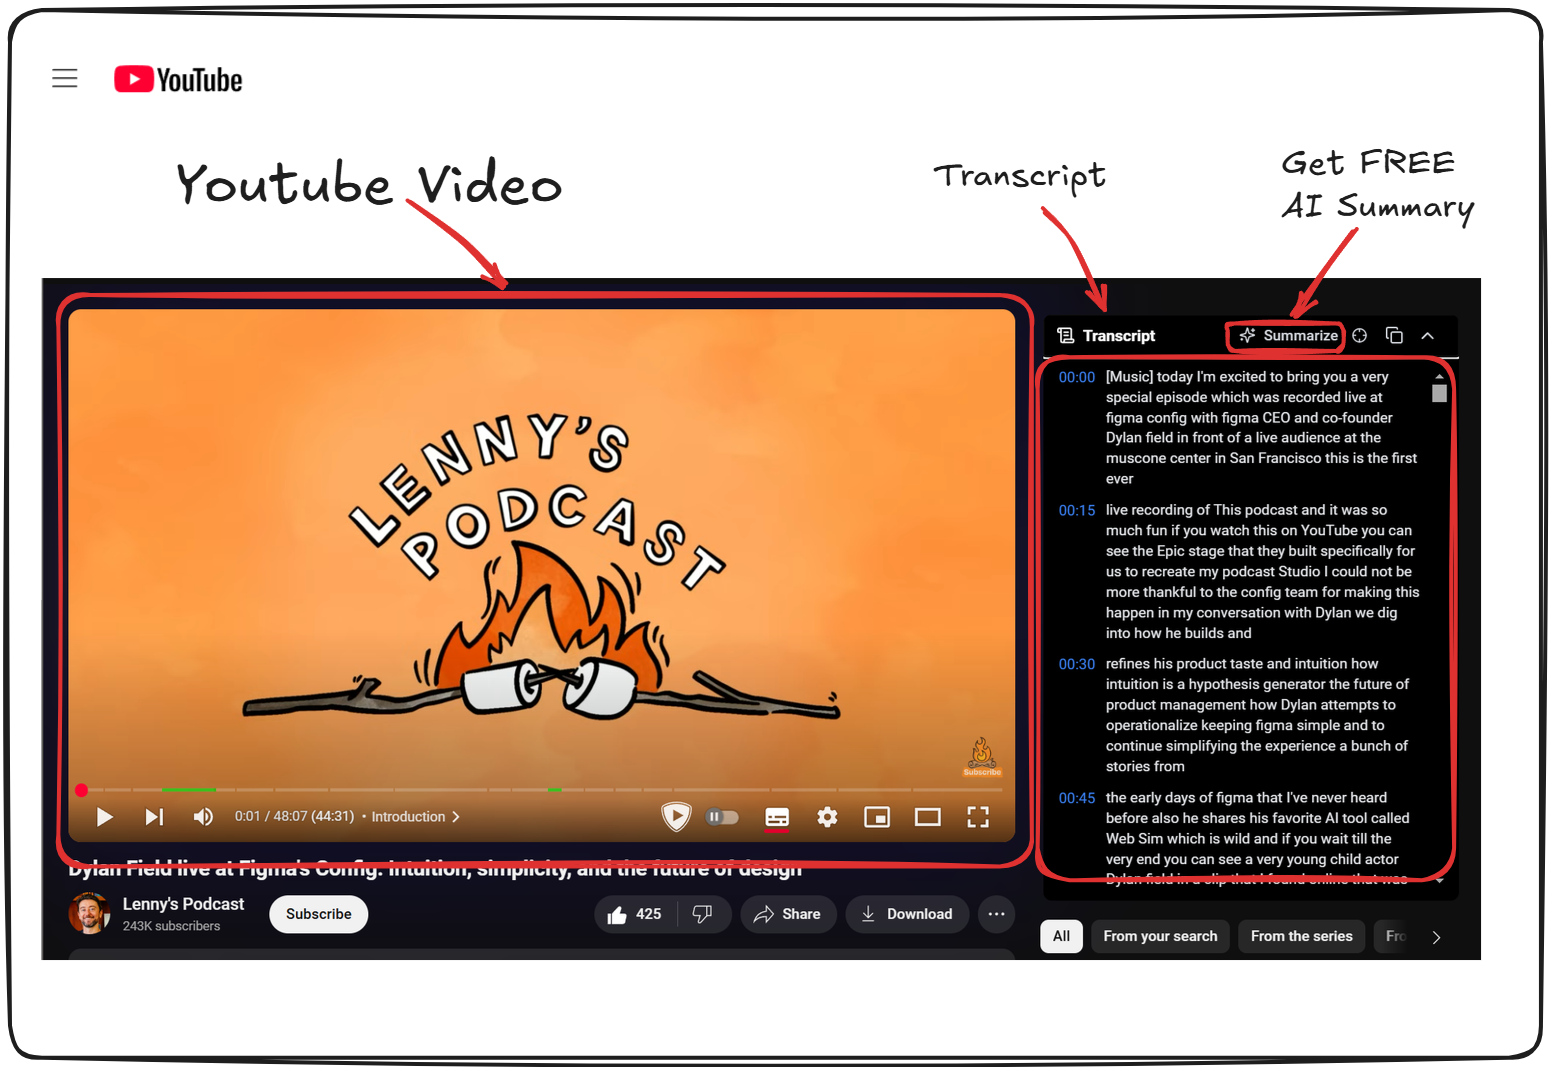 YouTube
Youtube Video
Transcript
Get FREE
AI Summary
LENNY'S
PODCAST
Subscribe
0:01 / 48:07 (44:31) • Introduction
Dylan Field live at Figma's Config: Intuition, simplicity, and the future of design
Lenny's Podcast
243K subscribers
Subscribe
425
Share
Download
Transcript
Summarize
00:00 [Music] today I'm excited to bring you a very
special episode which was recorded live at
figma config with figma CEO and co-founder
Dylan field in front of a live audience at the
muscone center in San Francisco this is the first
ever
00:15 live recording of This podcast and it was so
much fun if you watch this on YouTube you can
see the Epic stage that they built specifically for
us to recreate my podcast Studio I could not be
more thankful to the config team for making this
happen in my conversation with Dylan we dig
into how he builds and
00:30 refines his product taste and intuition how
intuition is a hypothesis generator the future of
product management how Dylan attempts to
operationalize keeping figma simple and to
continue simplifying the experience a bunch of
stories from
00:45 the early days of figma that I've never heard
before also he shares his favorite AI tool called
Web Sim which is wild and if you wait till the
very end you can see a very young child actor
Dylan field in a clip that I found online that was
All
From your search
From the series
Fro